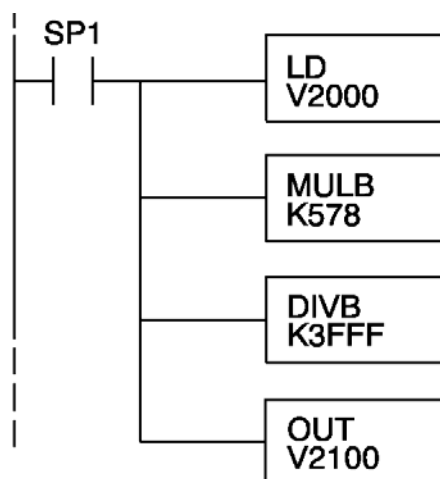 SP1
LD
V2000
MULB
K578
DIVB
K3FFF
OUT
V2100